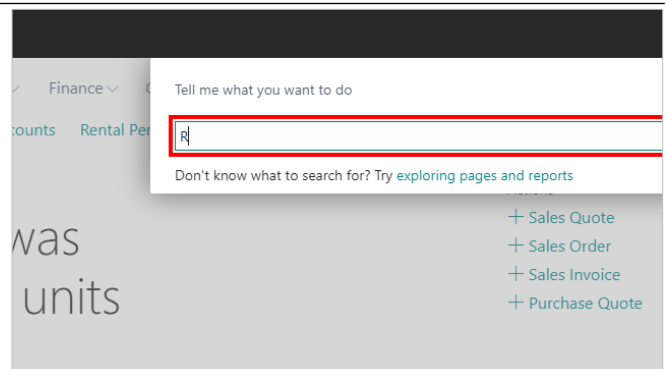 Finance
Tell me what you want to do
counts Rental Per
R
Don't know what to search for? Try exploring pages and reports
was
units
+ Sales Quote
+ Sales Order
+ Sales Invoice
+ Purchase Quote